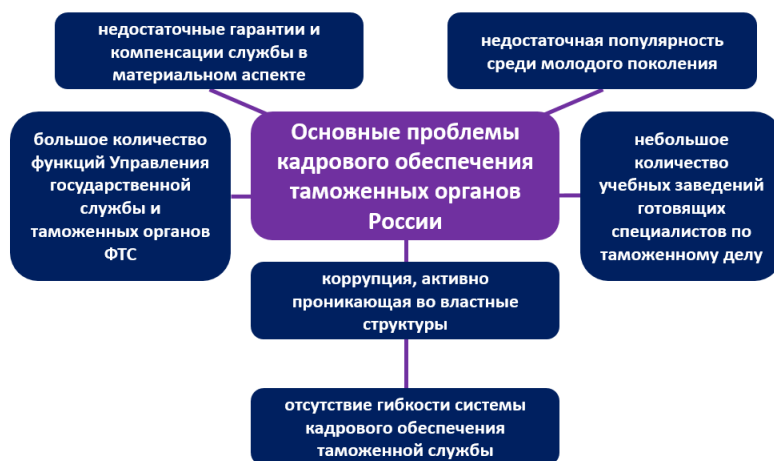 недостаточные гарантии и
компенсации службы в
материальном аспекте
недостаточная популярность
среди молодого поколения
Основные проблемы
кадрового обеспечения
таможенных органов
России
большое количество
функций Управления
государственной
службы и
таможенных органов
ФТС
небольшое
количество
учебных заведений
готовящих
специалистов по
таможенному делу
коррупция, активно
проникающая во властные
структуры
отсутствие гибкости системы
кадрового обеспечения
таможенной службы